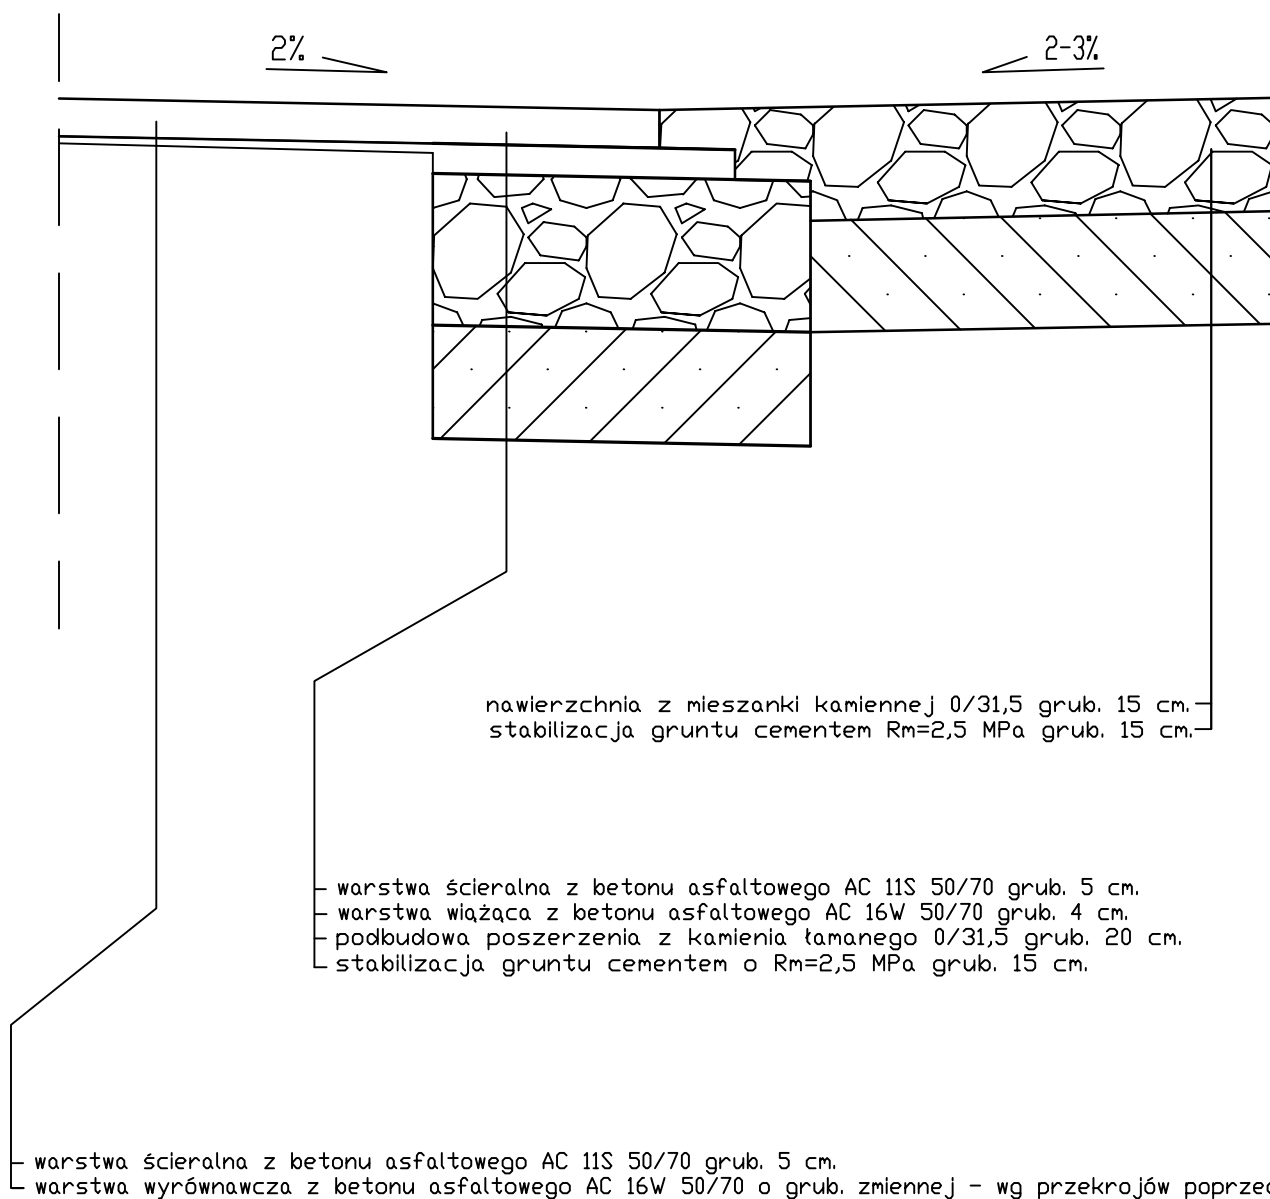 2%
2-3%
nawierzchnia z mieszanki kamiennej 0/31,5 grub. 15 cm.
stabilizacja gruntu cementem Rm=2,5 MPa grub. 15 cm.
warstwa ścieralna z betonu asfaltowego AC 11S 50/70 grub. 5 cm.
warstwa wiążąca z betonu asfaltowego AC 16W 50/70 grub. 4 cm.
podbudowa poszerzenia z kamienia łamanego 0/31,5 grub. 20 cm.
stabilizacja gruntu cementem o Rm=2,5 MPa grub. 15 cm.
warstwa ścieralna z betonu asfaltowego AC 11S 50/70 grub. 5 cm.
warstwa wyrównawcza z betonu asfaltowego AC 16W 50/70 o grub. zmiennej - wg przekrojów